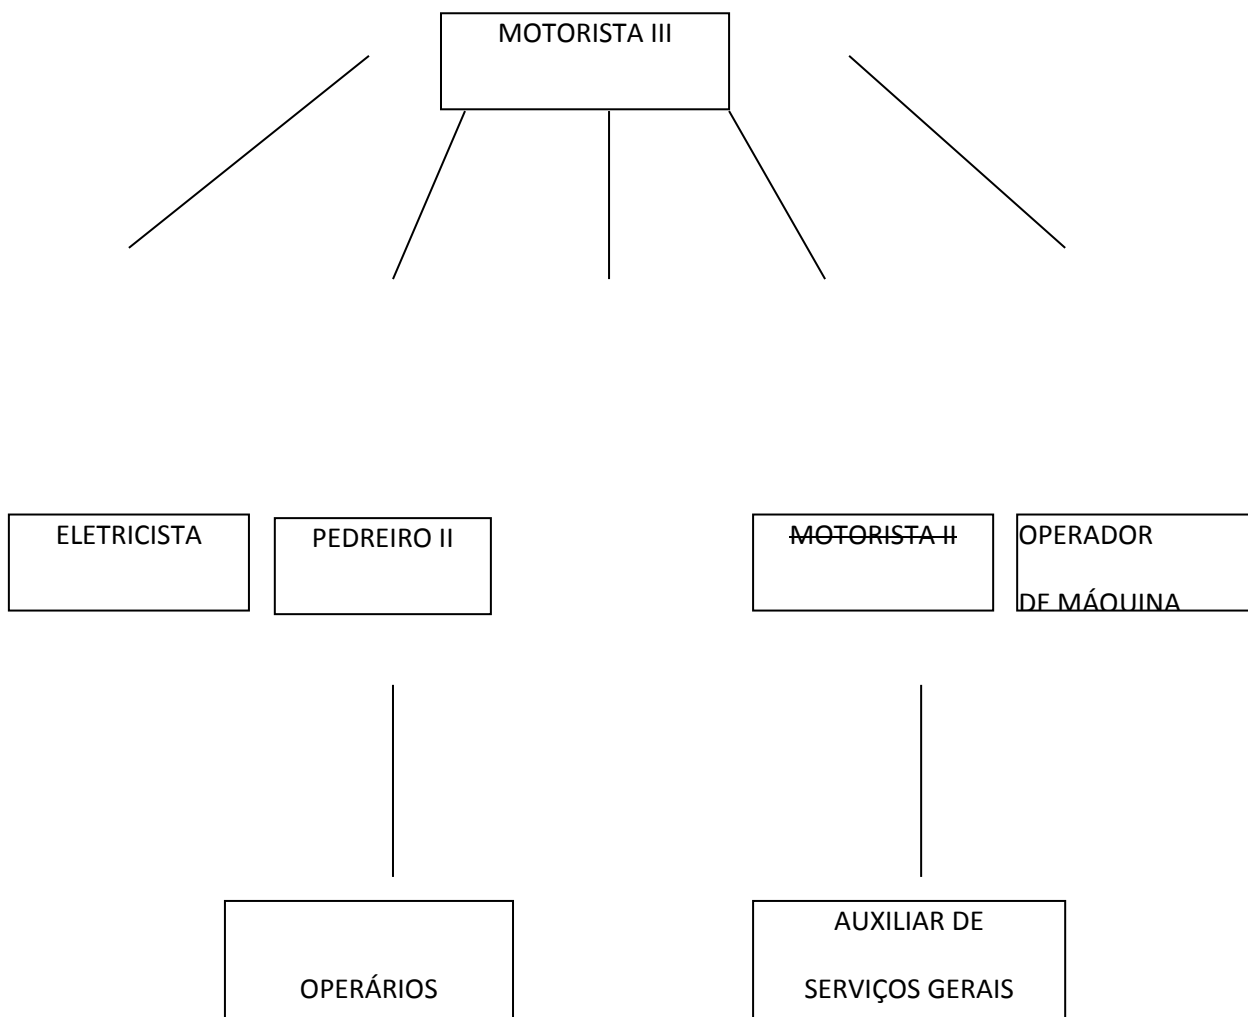 MOTORISTA III
ELETRICISTA
PEDREIRO II
MOTORISTA II
OPERADOR
DE MÁQUINA
OPERÁRIOS
AUXILIAR DE
SERVIÇOS GERAIS